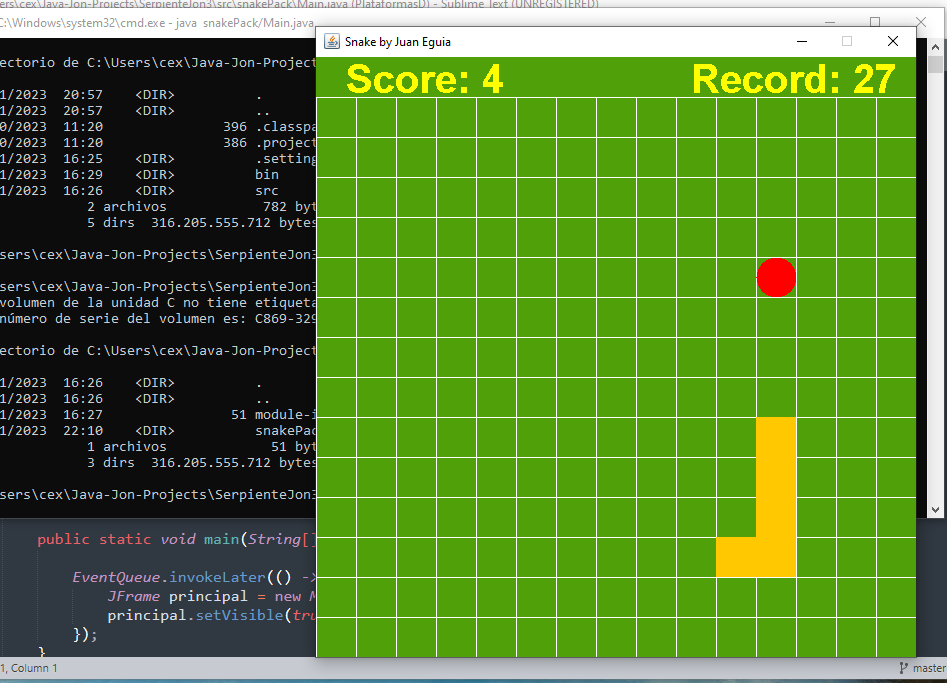 sers\cex\Java-Jon-Projects\SerpienteJon3\src\snakePack\Main.java (PlataformasD) - Sublime Text (UNREGISTERED)
C:\Windows\system32\cmd.exe - java snakePack/Main.java
Snake by Juan Eguia
Score: 4
Record: 27
ectorio de C:\Users\cex\Java-Jon-Project
1/2023  20:57    <DIR>          .
1/2023  20:57    <DIR>          ..
0/2023  11:20               396 .classpa
0/2023  11:20               386 .project
1/2023  16:25    <DIR>          .setting
1/2023  16:29    <DIR>          bin
1/2023  16:26    <DIR>          src
2 archivos            782 byt
5 dirs  316.205.555.712 bytes
sers\cex\Java-Jon-Projects\SerpienteJon3
sers\cex\Java-Jon-Projects\SerpienteJon3
volumen de la unidad C no tiene etiqueta
número de serie del volumen es: C869-329
ectorio de C:\Users\cex\Java-Jon-Project
1/2023  16:26    <DIR>          .
1/2023  16:26    <DIR>          ..
1/2023  16:27                51 module-i
1/2023  22:10    <DIR>          snakePac
1 archivos             51 byt
3 dirs  316.205.555.712 bytes
sers\cex\Java-Jon-Projects\SerpienteJon3
public static void main(String[]
EventQueue.invokeLater(() ->
JFrame principal = new M
principal.setVisible(tru
});
}
1, Column 1
master